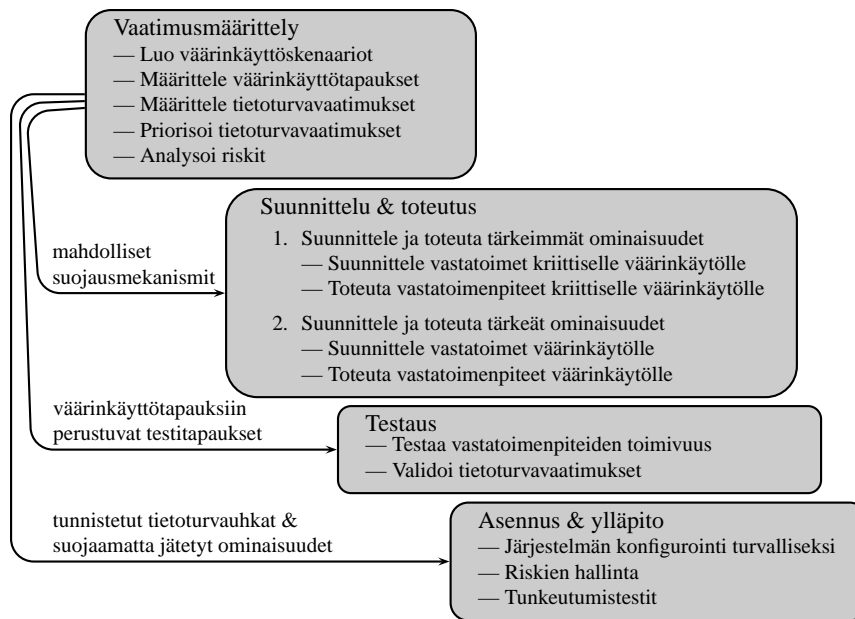 Vaatimusmäärittely
— Luo väärinkäyttöskenaariot
— Määrittele väärinkäyttötapaukset
— Määrittele tietoturvavaatimukset
— Priorisoi tietoturvavaatimukset
— Analysoi riskit
mahdolliset
suojausmekanismit
Suunnittelu & toteutus
1. Suunnittele ja toteuta tärkeimmät ominaisuudet
— Suunnittele vastatoimet kriittiselle väärinkäytölle
— Toteuta vastatoimenpiteet kriittiselle väärinkäytölle
2. Suunnittele ja toteuta tärkeät ominaisuudet
— Suunnittele vastatoimet väärinkäytölle
— Toteuta vastatoimenpiteet väärinkäytölle
väärinkäyttötapauksiin
perustuvat testitapaukset
Testaus
— Testaa vastatoimenpiteiden toimivuus
— Validoi tietoturvavaatimukset
tunnistetut tietoturvauhkat &
suojaamatta jätetyt ominaisuudet
Asennus & ylläpito
— Järjestelmän konfigurointi turvalliseksi
— Riskien hallinta
— Tunkeutumistestit